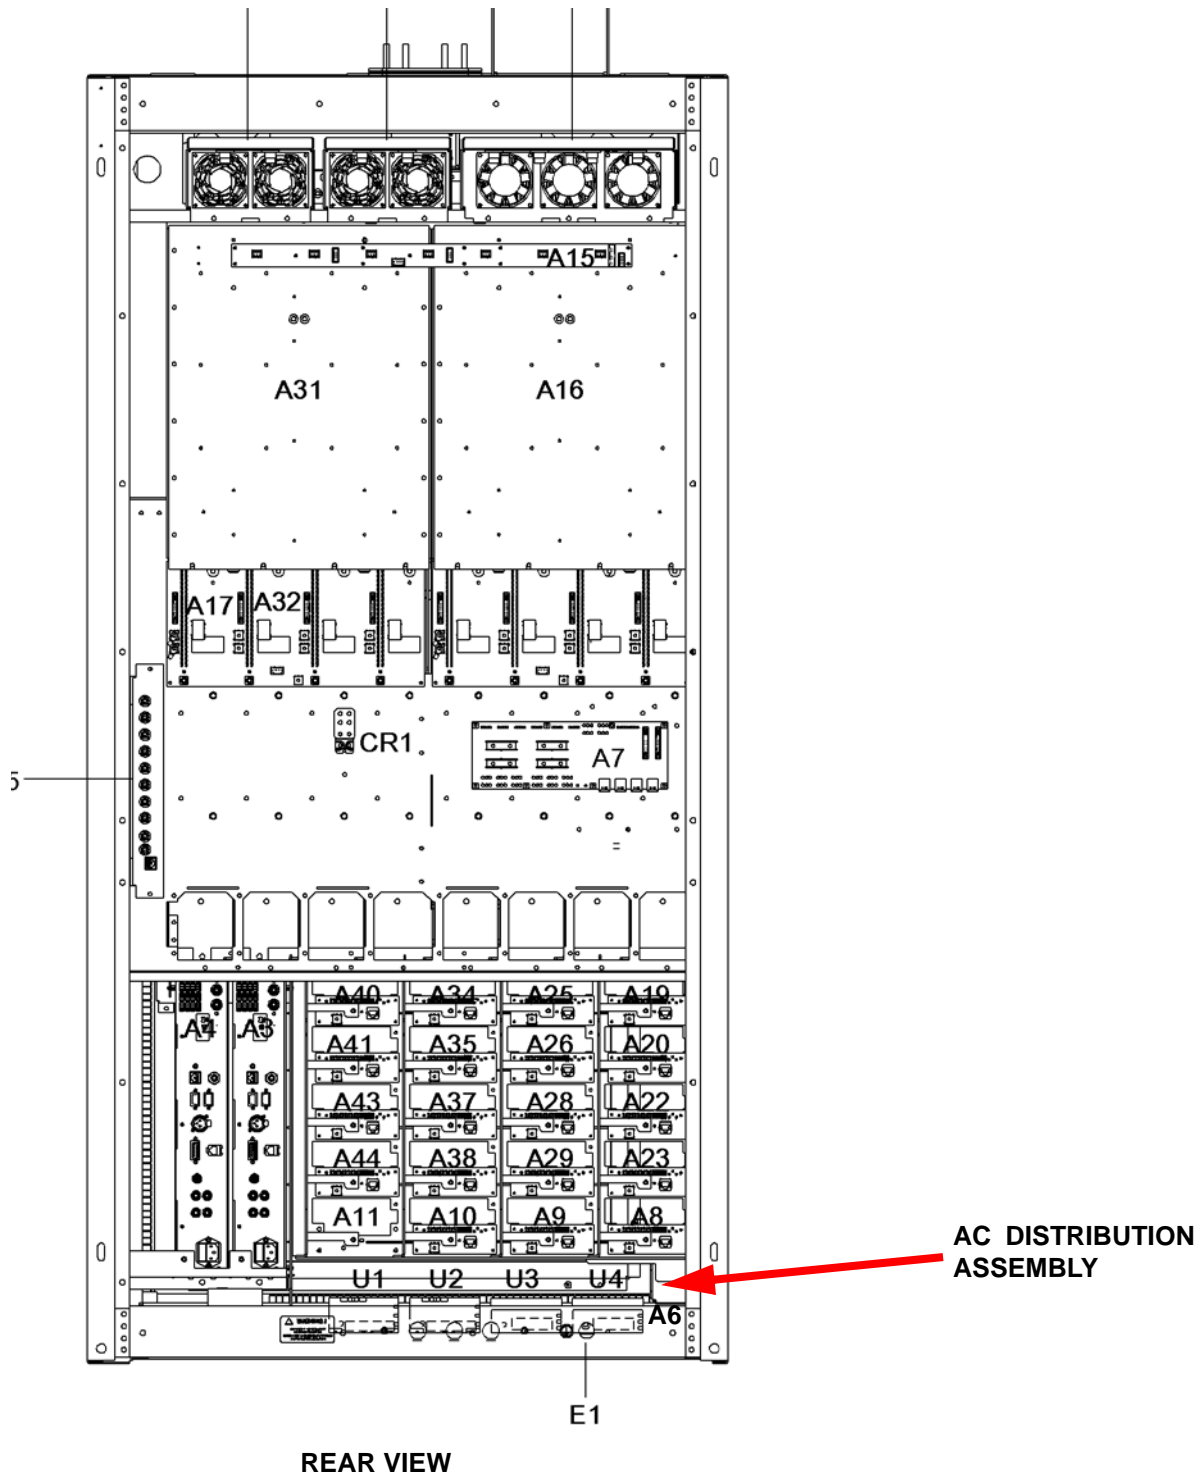 A15
A31 A16
A17 A32
CR1 A7
5
A40 A34 A25 A19
A4 A3
A41 A35 A26 A20
A43 A37 A28 A22
A44 A38 A29 A23
A11 A10 A9 A8
AC DISTRIBUTION
ASSEMBLY
U1 U2 U3 U4
A6
WARNING
E1
REAR VIEW